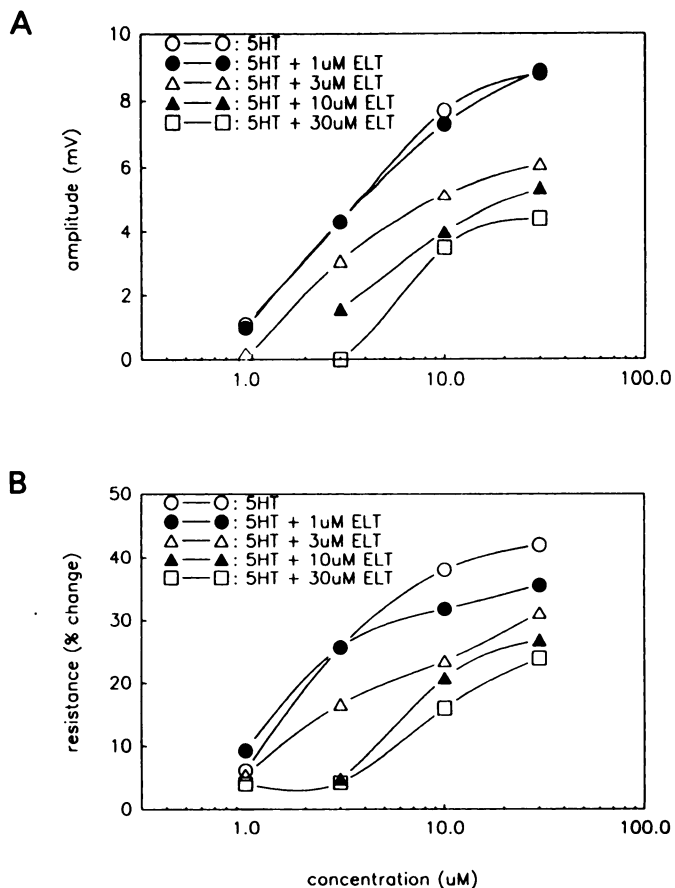 A
10
8
6
4
2
0
amplitude (mV)
: 5HT
: 5HT + 1uM ELT
: 5HT + 3uM ELT
: 5HT + 10uM ELT
: 5HT + 30uM ELT
1.0 10.0 100.0
B
50
40
30
20
10
0
resistance (% change)
: 5HT
: 5HT + 1uM ELT
: 5HT + 3uM ELT
: 5HT + 10uM ELT
: 5HT + 30uM ELT
1.0 10.0 100.0
concentration (uM)